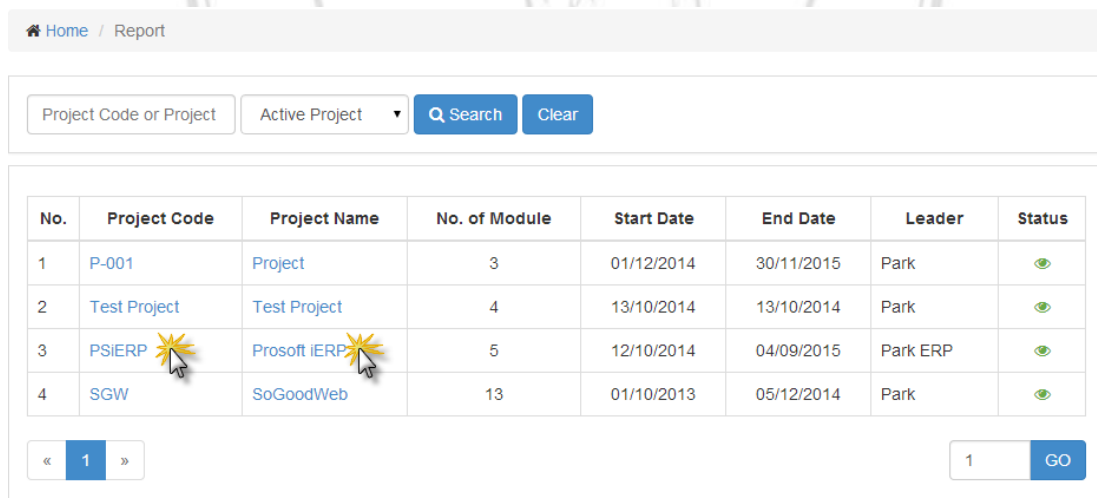 Home / Report
Project Code or Project Active Project Search Clear
No. Project Code Project Name No. of Module Start Date End Date Leader Status
1 P-001 Project 3 01/12/2014 30/11/2015 Park
2 Test Project Test Project 4 13/10/2014 13/10/2014 Park
3 PSiERP Prosoft iERP 5 12/10/2014 04/09/2015 Park ERP
4 SGW SoGoodWeb 13 01/10/2013 05/12/2014 Park
« 1 » 1 GO